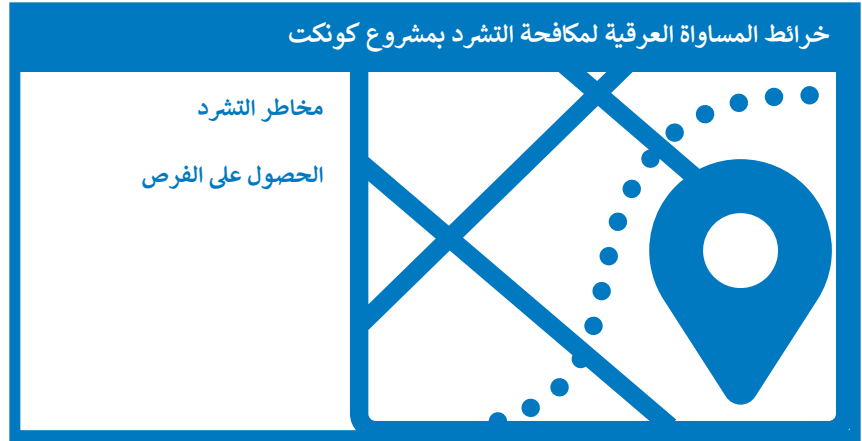 خرائط المساواة العرقية لمكافحة التشرد بمشروع كونكت
مخاطر التشرد
الحصول على الفرص